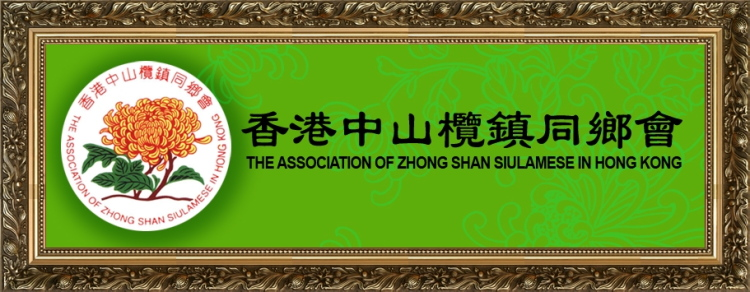 香港中山欖鎮同鄉會
THE ASSOCIATION OF ZHONG SHAN SIULAMESE IN HONG KONG
香港中山欖鎮同鄉會
THE ASSOCIATION OF ZHONG SHAN SIULAMESE IN HONG KONG